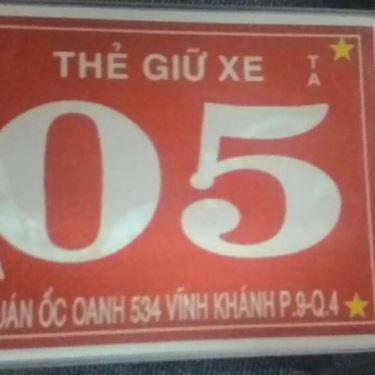 THẺ GIỮ XE
TA
05
ỐC OANH 534 VĨNH KHÁNH P.9-Q.4